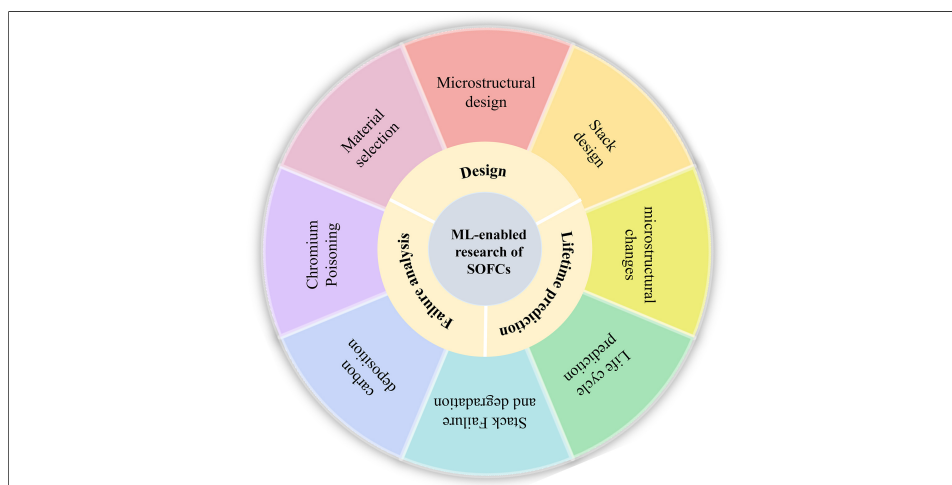 Microstructural
design
Stack
design
microstructural
changes
Life cycle
prediction
Stack Failure
and degradation
carbon
deposition
Chromium
Poisoning
Material
selection
Design
Lifetime prediction
Failure analysis
ML-enabled
research of
SOFCs